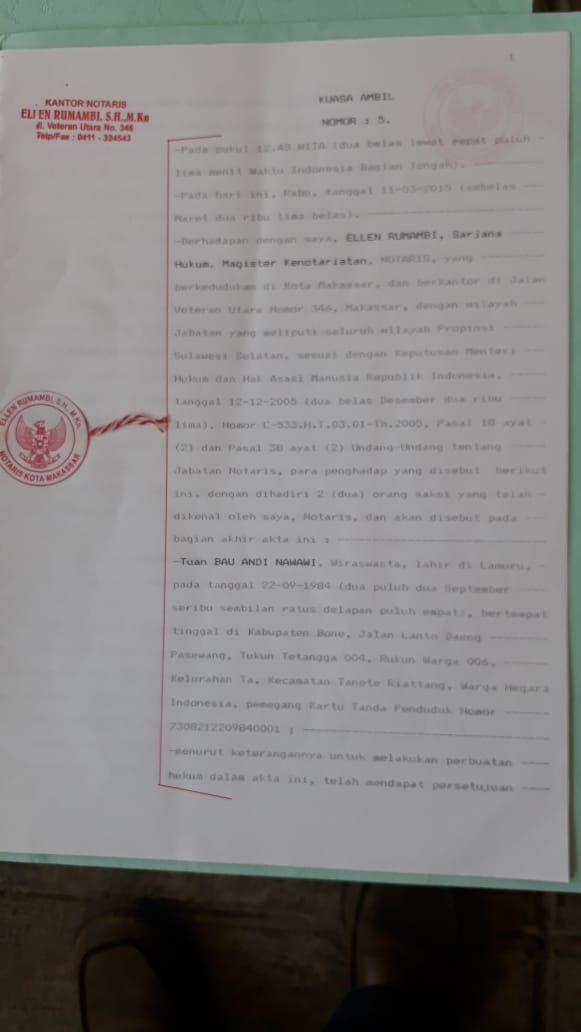 1
KANTOR NOTARIS
ELLEN RUMAMBI, S.H.,M.Kn
Jl. Veteran Utara No. 346
Telp/Fax : 0411 - 324543
KUASA AMBIL
NOMOR : 5.
-Pada pukul 12.45 WITA (dua belas lewat empat puluh -
lima menit Waktu Indonesia Bagian Tengah). ----
-Pada hari ini, Rabu, tanggal 11-03-2015 (sebelas ----
Maret dua ribu lima belas). ----
-Berhadapan dengan saya, ELLEN RUMAMBI, Sarjana ----
Hukum, Magister Kenotariatan, NOTARIS, yang ----
berkedudukan di Kota Makassar, dan berkantor di Jalan
Veteran Utara Nomor 346, Makassar, dengan wilayah ----
Jabatan yang meliputi seluruh wilayah Propinsi ----
Sulawesi Selatan, sesuai dengan Keputusan Menteri ----
Hukum dan Hak Asasi Manusia Republik Indonesia, ----
tanggal 12-12-2005 (dua belas Desember dua ribu ----
lima), Nomor C-533.H.T.03.01-Th.2005, Pasal 18 ayat -
(2) dan Pasal 38 ayat (2) Undang-Undang tentang ----
Jabatan Notaris, para penghadap yang disebut berikut
ini, dengan dihadiri 2 (dua) orang saksi yang telah -
dikenal oleh saya, Notaris, dan akan disebut pada ----
bagian akhir akta ini : ----
-Tuan BAU ANDI NAWAWI, Wiraswasta, lahir di Lamuru, -
pada tanggal 22-09-1984 (dua puluh dua September ----
seribu sembilan ratus delapan puluh empat), bertempat
tinggal di Kabupaten Bone, Jalan Lanto Daeng ----
Pasewang, Tukun Tetangga 004, Rukun Warga 006, ----
Kelurahan Ta, Kecamatan Tanete Riattang, Warga Negara
Indonesia, pemegang Kartu Tanda Penduduk Nomor ----
7308212209840001 ; ----
-menurut keterangannya untuk melakukan perbuatan ----
hukum dalam akta ini, telah mendapat persetujuan ----
ELLEN RUMAMBI, S.H., M.Kn.
NOTARIS KOTA MAKASSAR